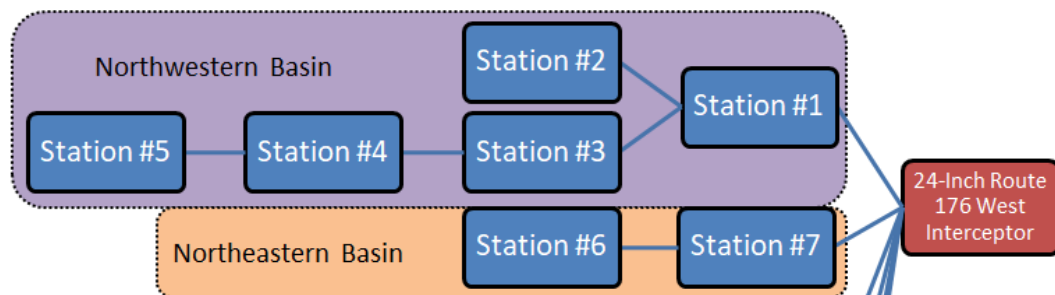 Northwestern Basin
Station #2
Station #1
Station #5
Station #4
Station #3
24-Inch Route
176 West
Interceptor
Northeastern Basin
Station #6
Station #7